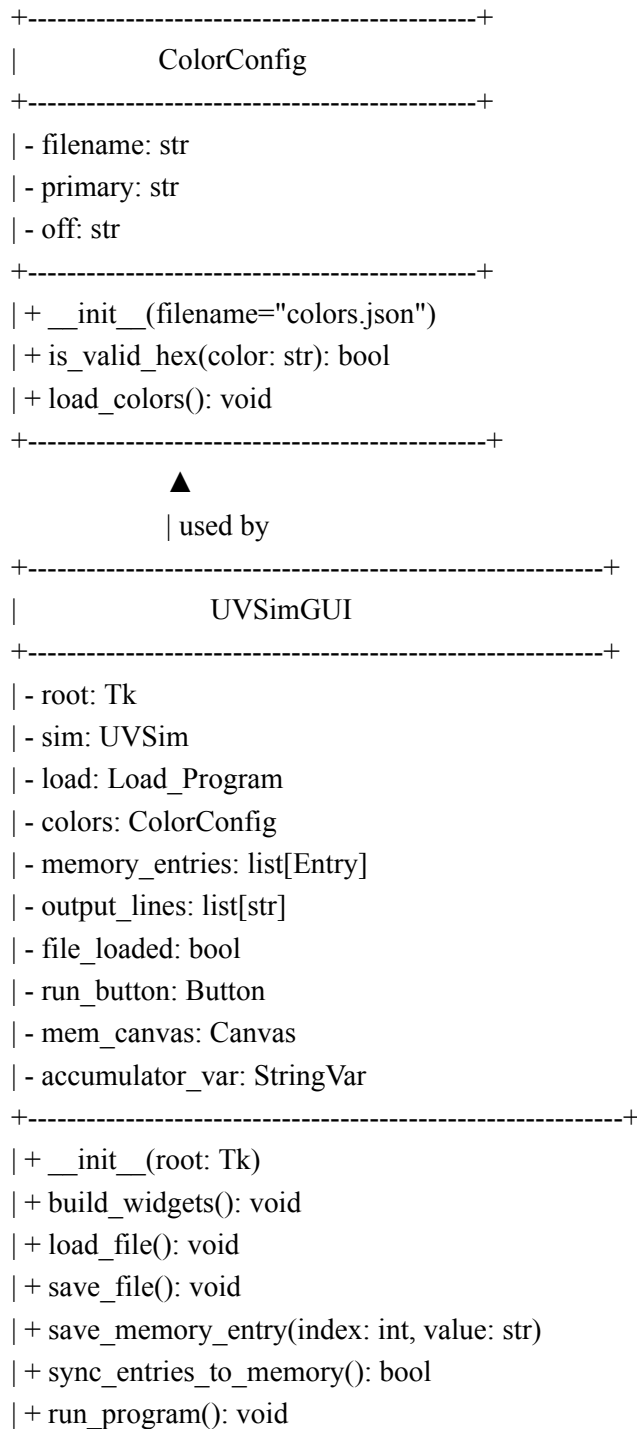 +----------------------------------------------+
| ColorConfig
+----------------------------------------------+
| - filename: str
| - primary: str
| - off: str
+----------------------------------------------+
| + __init__(filename="colors.json")
| + is_valid_hex(color: str): bool
| + load_colors(): void
+-----------------------------------------------+
▲
| used by
+-----------------------------------------------------------+
| UVSimGUI
+-----------------------------------------------------------+
| - root: Tk
| - sim: UVSim
| - load: Load_Program
| - colors: ColorConfig
| - memory_entries: list[Entry]
| - output_lines: list[str]
| - file_loaded: bool
| - run_button: Button
| - mem_canvas: Canvas
| - accumulator_var: StringVar
+-------------------------------------------------------------+
| + __init__(root: Tk)
| + build_widgets(): void
| + load_file(): void
| + save_file(): void
| + save_memory_entry(index: int, value: str)
| + sync_entries_to_memory(): bool
| + run_program(): void